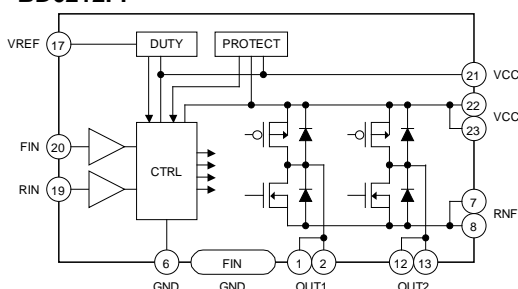 DUTY
PROTECT
VREF
17
21
VCC
22
VCC
23
FIN
20
CTRL
RIN
19
7
RNF
8
6
FIN
1
2
12
13
GND
GND
OUT1
OUT2